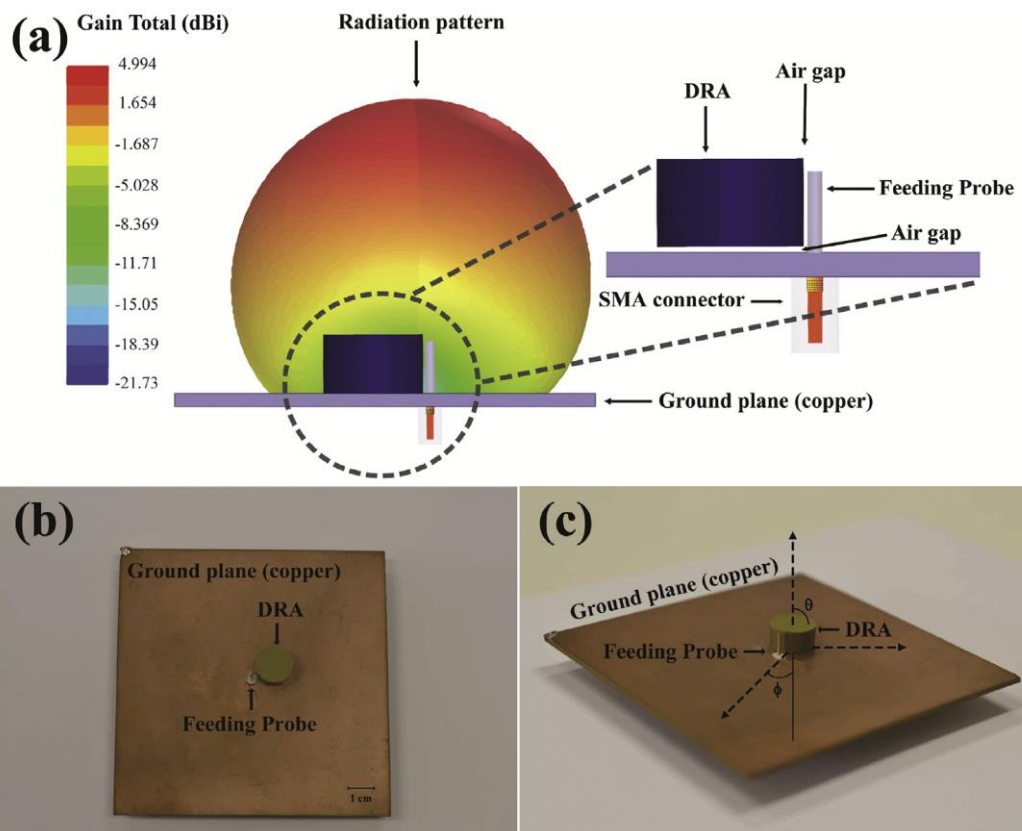 (a)
Gain Total (dBi)
4.994
1.654
-1.687
-5.028
-8.369
-11.71
-15.05
-18.39
-21.73
Radiation pattern
DRA
Air gap
Feeding Probe
Air gap
SMA connector
Ground plane (copper)
(b)
Ground plane (copper)
DRA
Feeding Probe
1 cm
(c)
Ground plane (copper)
θ
DRA
Feeding Probe
ϕ